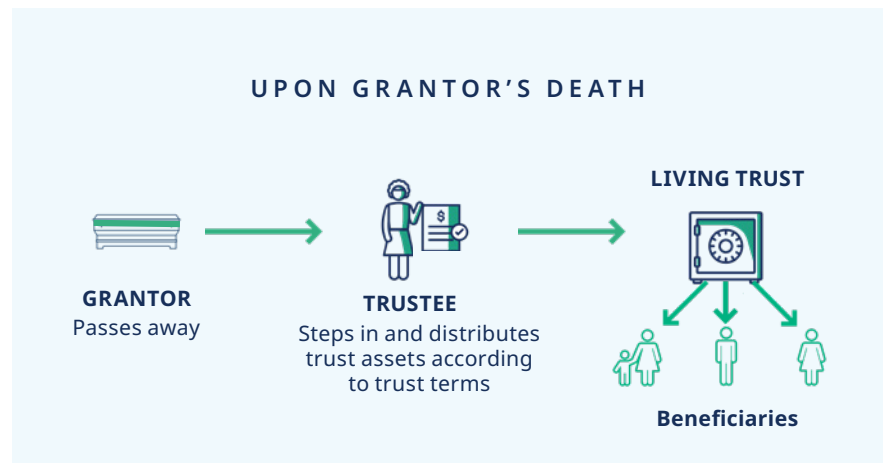 UPON GRANTOR’S DEATH
GRANTOR
Passes away
$
TRUSTEE
Steps in and distributes
trust assets according
to trust terms
LIVING TRUST
Beneficiaries